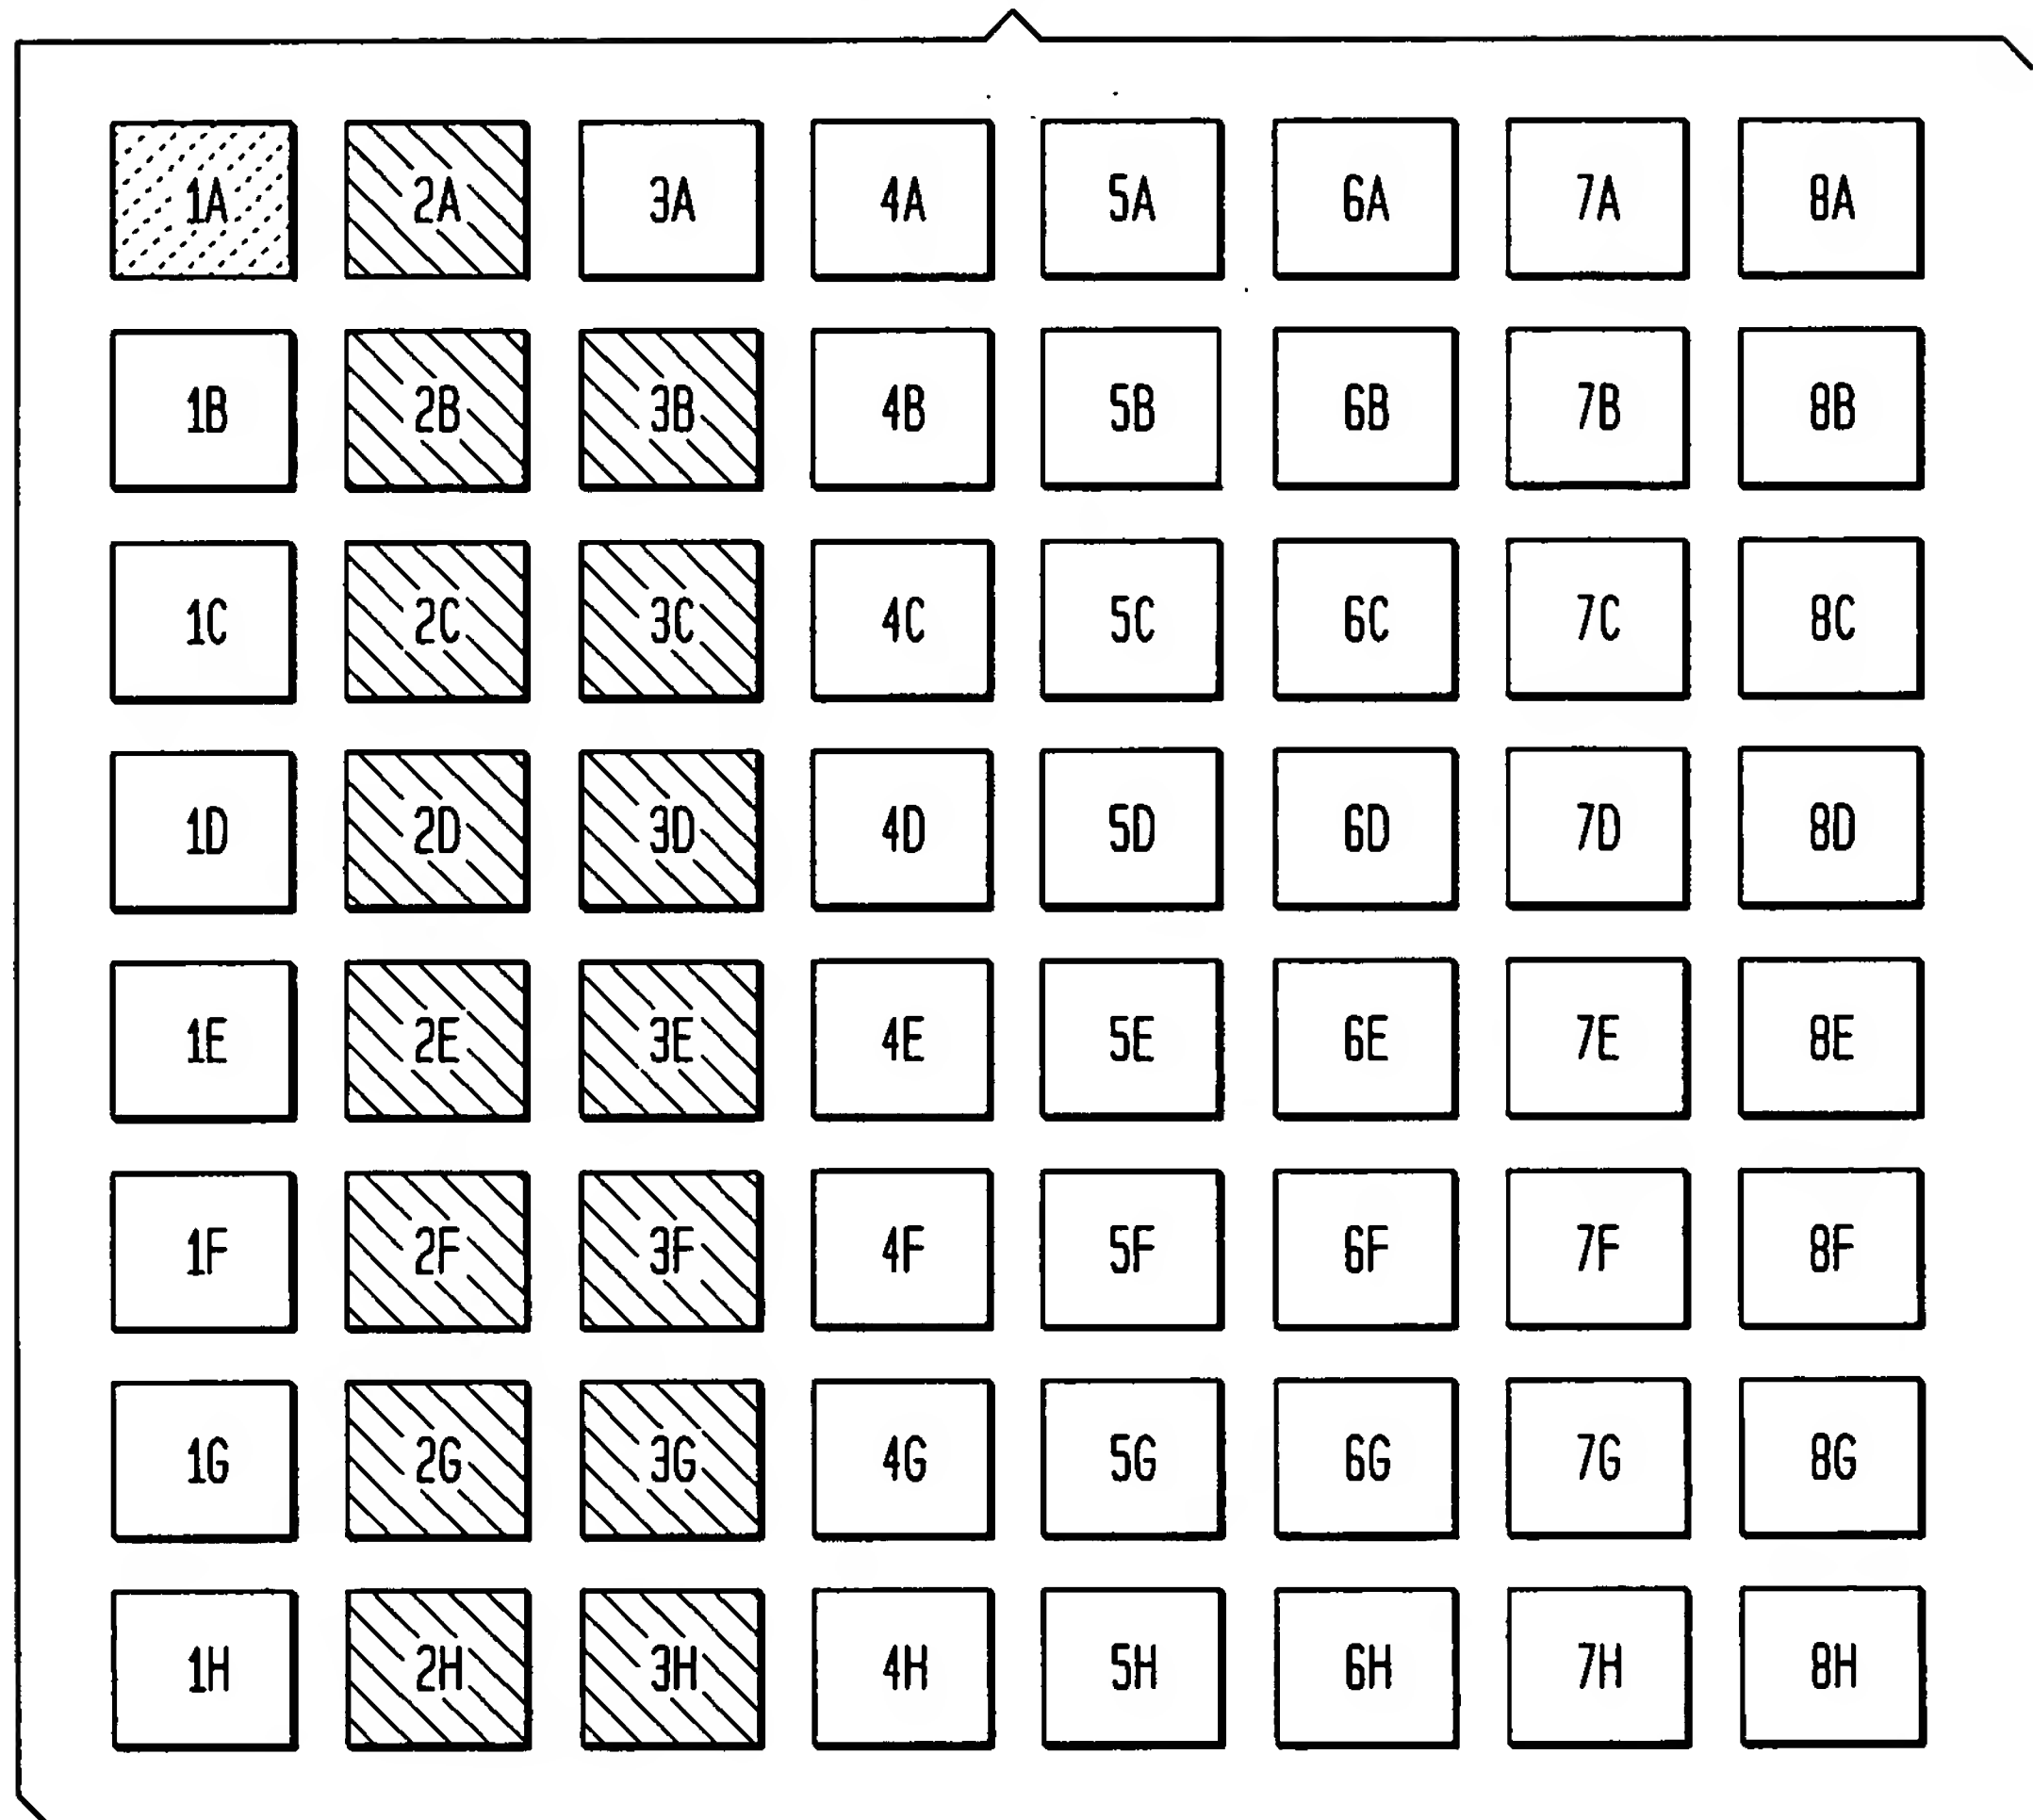 1A 2A 3A 4A 5A 6A 7A 8A
1B 2B 3B 4B 5B 6B 7B 8B
1C 2C 3C 4C 5C 6C 7C 8C
1D 2D 3D 4D 5D 6D 7D 8D
1E 2E 3E 4E 5E 6E 7E 8E
1F 2F 3F 4F 5F 6F 7F 8F
1G 2G 3G 4G 5G 6G 7G 8G
1H 2H 3H 4H 5H 6H 7H 8H